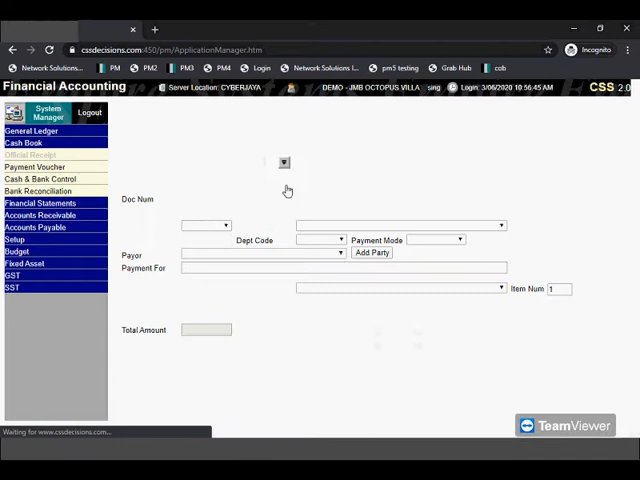 cssdecisions.com:450/pm/ApplicationManager.htm
Incognito
Network Solutions...
PM
PM2
PM3
PM4
Login
Network Solutions I...
pm5 testing
Grab Hub
cob
Financial Accounting
Server Location: CYBERJAYA
DEMO - JMB OCTOPUS VILLA
sing
Login: 3/06/2020 10:56:45 AM
CSS 2.0
System Manager
Logout
General Ledger
Cash Book
Official Receipt
Payment Voucher
Cash & Bank Control
Bank Reconciliation
Financial Statements
Accounts Receivable
Accounts Payable
Setup
Budget
Fixed Asset
GST
SST
Doc Num
Dept Code
Payment Mode
Payor
Add Party
Payment For
Item Num 1
Total Amount
Waiting for www.cssdecisions.com...
TeamViewer